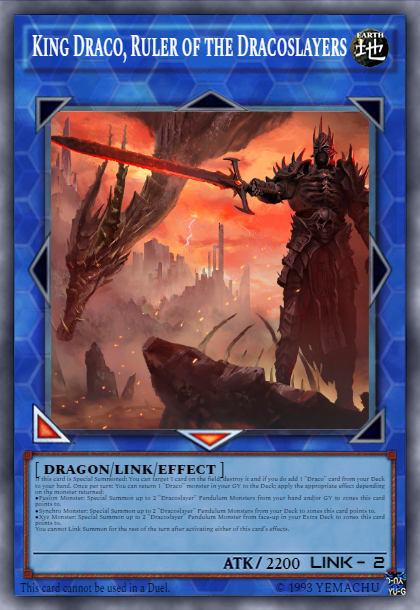 KING DRACO, RULER OF THE DRACOSLAYERS
EARTH
地
[ DRAGON/LINK/EFFECT ]
If this card is Special Summoned: You can target 1 card on the field; destroy it and if you do add 1 "Draco" card from your Deck
to your hand. Once per turn: You can return 1 "Draco" monster in your GY to the Deck; apply the appropriate effect depending
on the monster returned:
●Fusion Monster: Special Summon up to 2 "Dracoslayer" Pendulum Monsters from your hand and/or GY to zones this card
points to.
●Synchro Monster: Special Summon up to 2 "Dracoslayer" Pendulum Monsters from your Deck to zones this card points to.
●Xyz Monster: Special Summon up to 2 "Dracoslayer" Pendulum Monster from face-up in your Extra Deck to zones this card
points to.
You cannot Link Summon for the rest of the turn after activating either of this card's effects.
ATK/ 2200 LINK- 2
This card cannot be used in a Duel.
© 1993 YEMACHU
YU-G